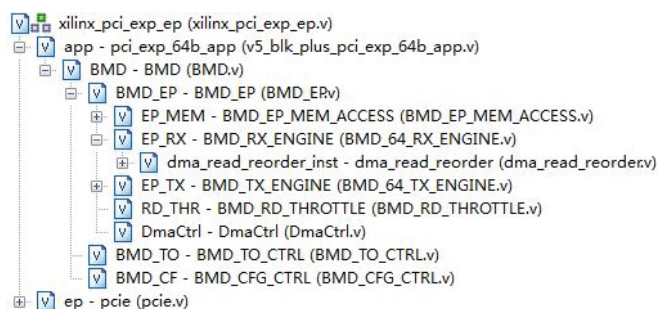 xilinx_pci_exp_ep (xilinx_pci_exp_ep.v)
app - pci_exp_64b_app (v5_blk_plus_pci_exp_64b_app.v)
BMD - BMD (BMD.v)
BMD_EP - BMD_EP (BMD_EP.v)
EP_MEM - BMD_EP_MEM_ACCESS (BMD_EP_MEM_ACCESS.v)
EP_RX - BMD_RX_ENGINE (BMD_64_RX_ENGINE.v)
dma_read_reorder_inst - dma_read_reorder (dma_read_reorder.v)
EP_TX - BMD_TX_ENGINE (BMD_64_TX_ENGINE.v)
RD_THR - BMD_RD_THROTTLE (BMD_RD_THROTTLE.v)
DmaCtrl - DmaCtrl (DmaCtrl.v)
BMD_TO - BMD_TO_CTRL (BMD_TO_CTRL.v)
BMD_CF - BMD_CFG_CTRL (BMD_CFG_CTRL.v)
ep - pcie (pcie.v)